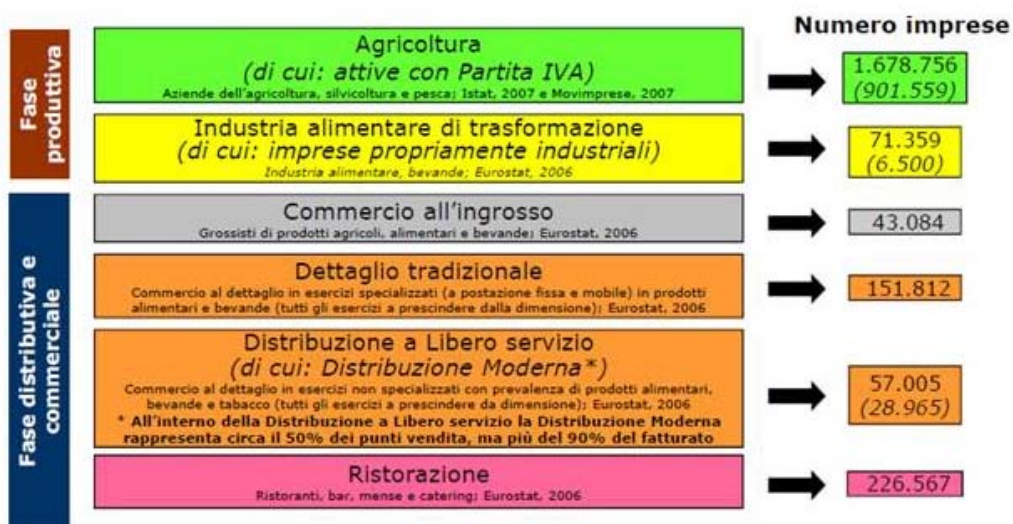 Numero imprese
Fase
produttiva
Agricoltura
(di cui: attive con Partita IVA)
Aziende dell'agricoltura, silvicoltura e pesca; Istat, 2007 e Movimprese, 2007
1.678.756
(901.559)
Industria alimentare di trasformazione
(di cui: imprese propriamente industriali)
Industria alimentare, bevande; Eurostat, 2006
71.359
(6.500)
Fase distributiva e
commerciale
Commercio all'ingrosso
Grossisti di prodotti agricoli, alimentari e bevande; Eurostat, 2006
43.084
Dettaglio tradizionale
Commercio al dettaglio in esercizi specializzati (a postazione fissa e mobile) in prodotti
alimentari e bevande (tutti gli esercizi a prescindere dalla dimensione); Eurostat, 2006
151.812
Distribuzione a Libero servizio
(di cui: Distribuzione Moderna*)
Commercio al dettaglio in esercizi non specializzati con prevalenza di prodotti alimentari,
bevande e tabacco (tutti gli esercizi a prescindere da dimensione); Eurostat, 2006
* All'interno della Distribuzione a Libero servizio la Distribuzione Moderna
rappresenta circa il 50% dei punti vendita, ma più del 90% del fatturato
57.005
(28.965)
Ristorazione
Ristoranti, bar, mense e catering; Eurostat, 2006
226.567